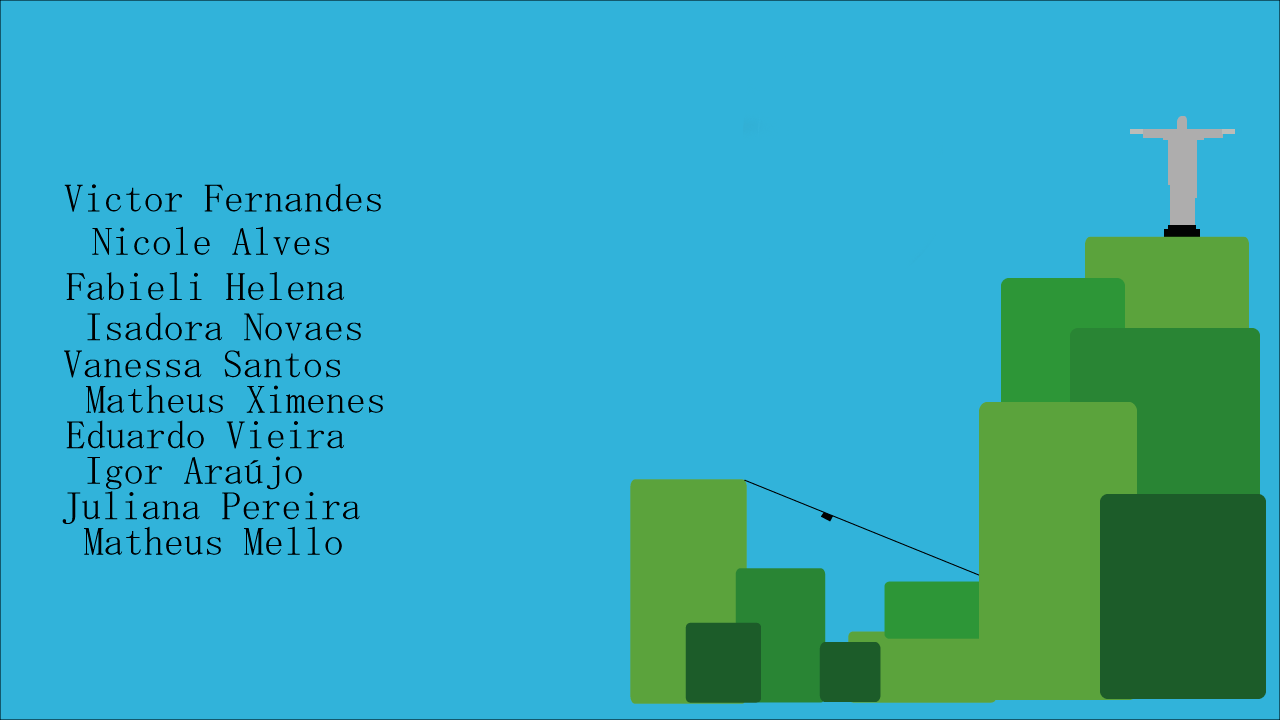 Victor Fernandes
Nicole Alves
Fabieli Helena
Isadora Novaes
Vanessa Santos
Matheus Ximenes
Eduardo Vieira
Igor Araújo
Juliana Pereira
Matheus Mello